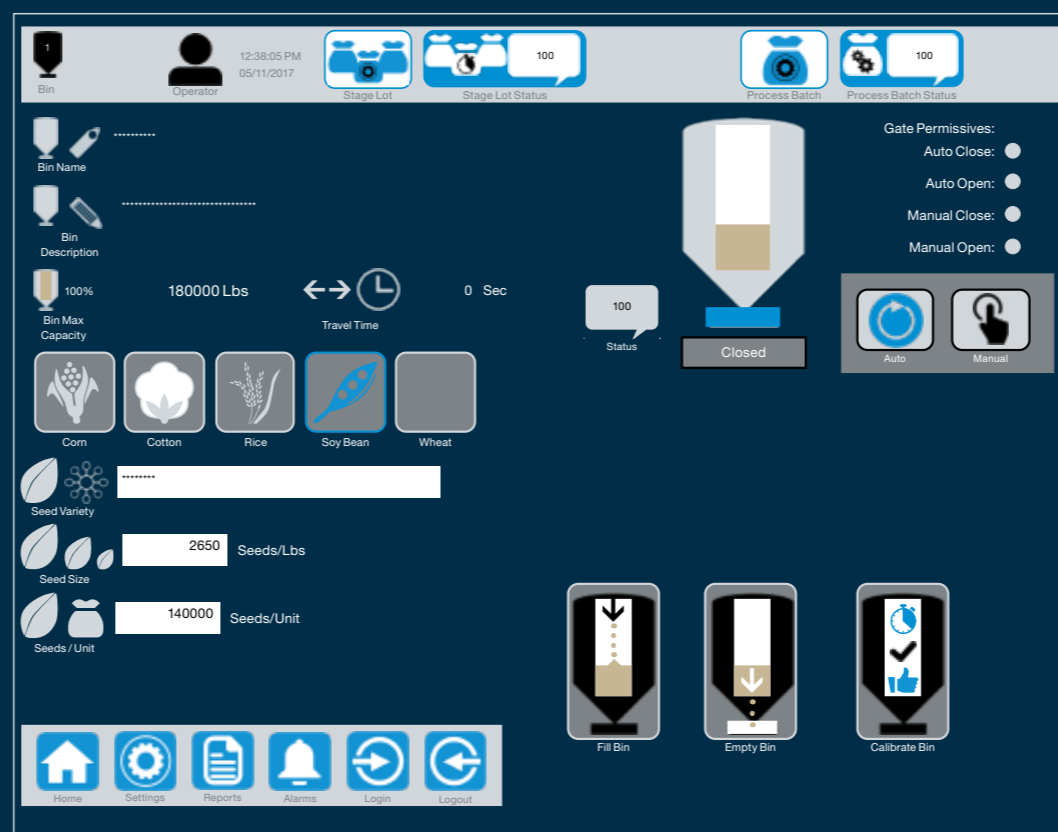 1
Bin
Operator
12:38:05 PM
05/11/2017
Stage Lot
100
Stage Lot Status
Process Batch
100
Process Batch Status
Bin Name
Bin
Description
100%
180000 Lbs
Bin Max
Capacity
Travel Time
0 Sec
100
Status
Closed
Gate Permissives:
Auto Close:
Auto Open:
Manual Close:
Manual Open:
Auto
Manual
Corn
Cotton
Rice
Soy Bean
Wheat
Seed Variety
2650 Seeds/Lbs
Seed Size
140000 Seeds/Unit
Seeds / Unit
Fill Bin
Empty Bin
Calibrate Bin
Home
Settings
Reports
Alarms
Login
Logout